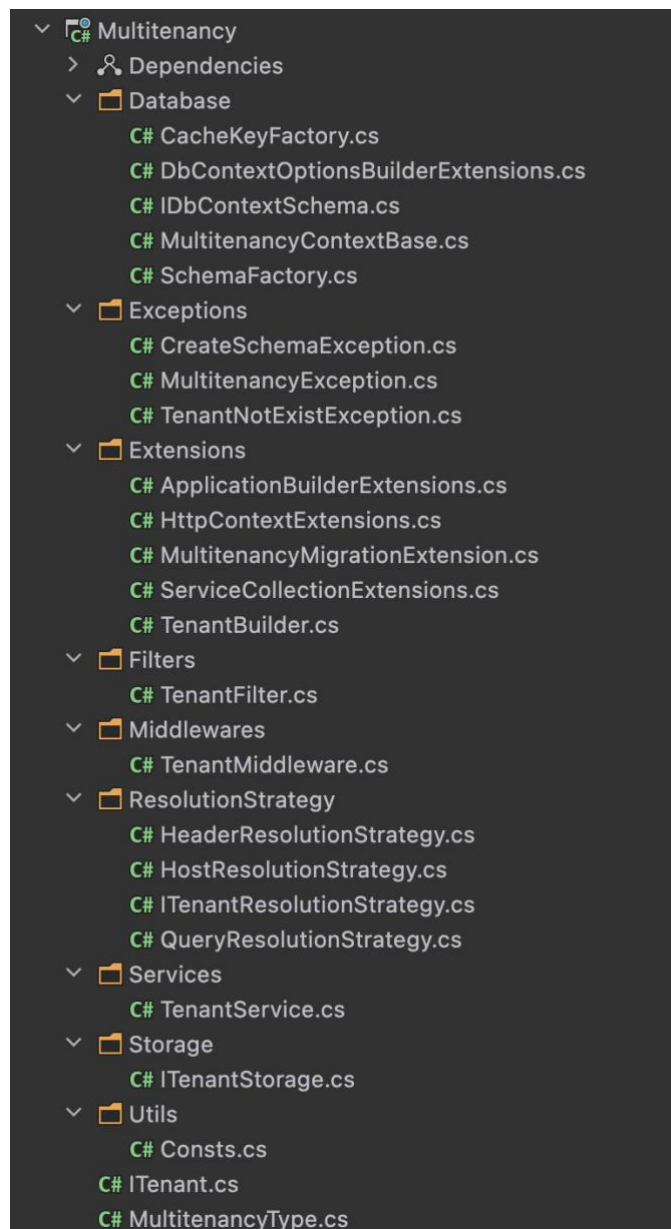 C# Multitenancy
Dependencies
Database
C# CacheKeyFactory.cs
C# DbContextOptionsBuilderExtensions.cs
C# IDbContextSchema.cs
C# MultitenancyContextBase.cs
C# SchemaFactory.cs
Exceptions
C# CreateSchemaException.cs
C# MultitenancyException.cs
C# TenantNotExistException.cs
Extensions
C# ApplicationBuilderExtensions.cs
C# HttpContextExtensions.cs
C# MultitenancyMigrationExtension.cs
C# ServiceCollectionExtensions.cs
C# TenantBuilder.cs
Filters
C# TenantFilter.cs
Middlewares
C# TenantMiddleware.cs
ResolutionStrategy
C# HeaderResolutionStrategy.cs
C# HostResolutionStrategy.cs
C# ITenantResolutionStrategy.cs
C# QueryResolutionStrategy.cs
Services
C# TenantService.cs
Storage
C# ITenantStorage.cs
Utils
C# Consts.cs
C# ITenant.cs
C# MultitenancyType.cs